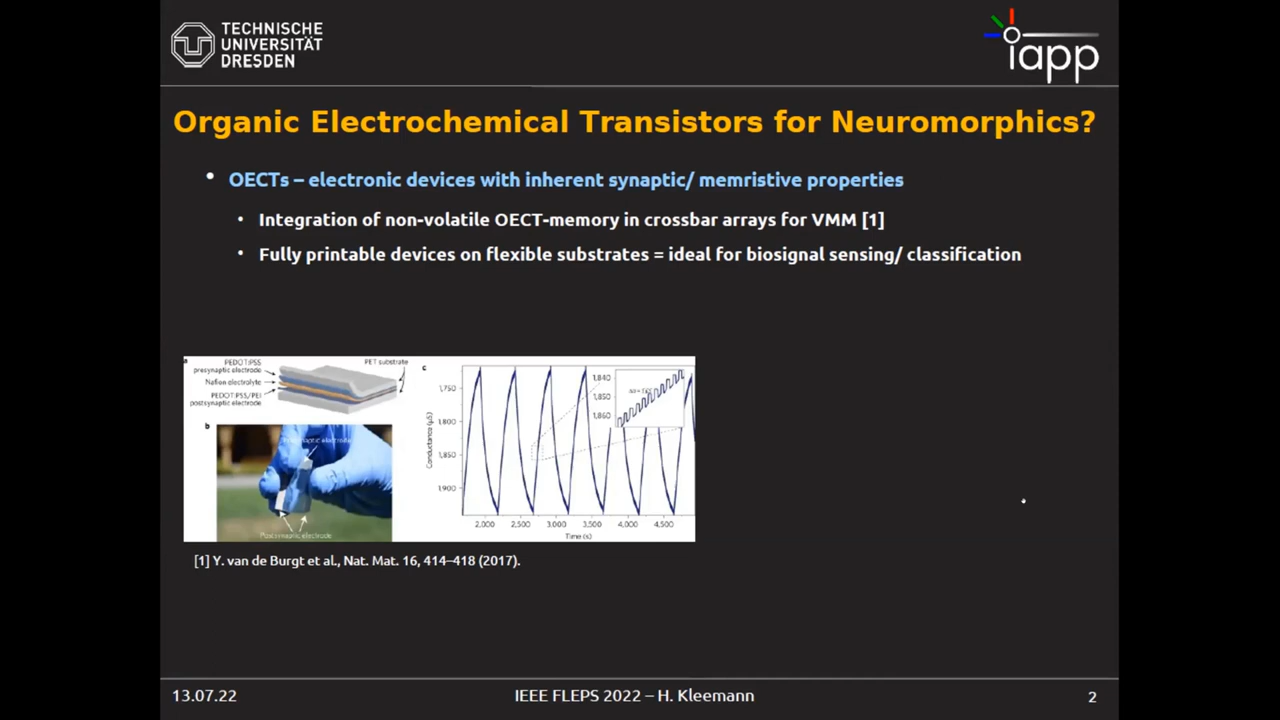 TECHNISCHE
UNIVERSITÄT
DRESDEN
iapp
Organic Electrochemical Transistors for Neuromorphics?
• OECTs – electronic devices with inherent synaptic/ memristive properties
• Integration of non-volatile OECT-memory in crossbar arrays for VMM [1]
• Fully printable devices on flexible substrates = ideal for biosignal sensing/ classification
a
PEDOT:PSS
presynaptic electrode
Nafion electrolyte
PEDOT:PSS/PEI
postsynaptic electrode
PET substrate
b
Postsynaptic electrode
c
Conductance (µS)
1,750
1,800
1,850
1,900
1,840
1,850
1,860
2,000 2,500 3,000 3,500 4,000 4,500
Time (s)
[1] Y. van de Burgt et al., Nat. Mat. 16, 414–418 (2017).
13.07.22
IEEE FLEPS 2022 – H. Kleemann
2